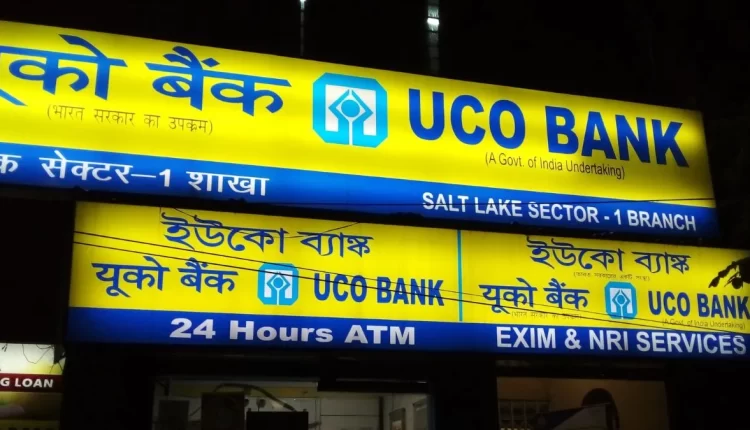 को बैंक UCO BANK
(भारत सरकार का उपक्रम) (A Govt. of India Undertaking)
क सेक्टर-1 शाखा SALT LAKE SECTOR - 1 BRANCH
ইউকো ব্যাঙ্ক
यूको बैंक UCO BANK
24 Hours ATM
ইউকো ব্যাঙ্ক
यूको बैंक UCO BANK
(A Govt. of India Undertaking)
EXIM & NRI SERVICES
G LOAN